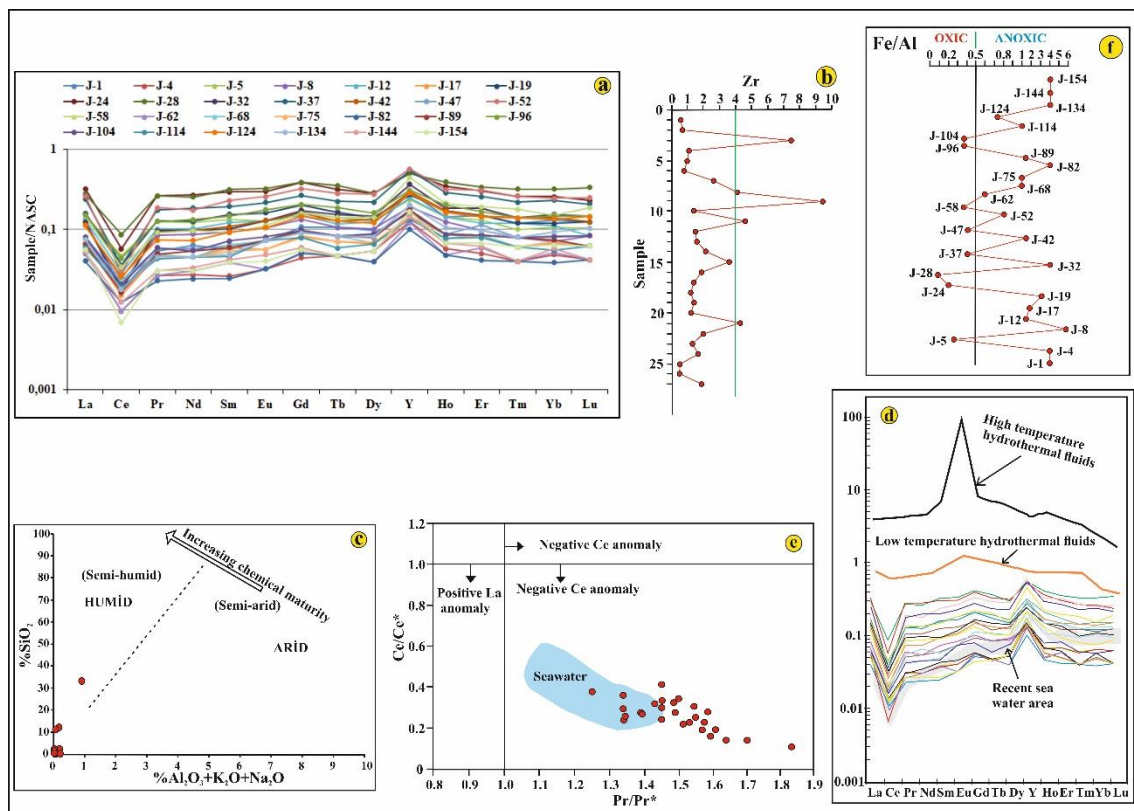 a
J-1 J-4 J-5 J-8 J-12 J-17 J-19
J-24 J-28 J-32 J-37 J-42 J-47 J-52
J-58 J-62 J-68 J-75 J-82 J-89 J-96
J-104 J-114 J-124 J-134 J-144 J-154
Sample/NASC
1
0,1
0,01
0,001
La Ce Pr Nd Sm Eu Gd Tb Dy Y Ho Er Tm Yb Lu
b
Zr
0 1 2 3 4 5 6 7 8 9 10
Sample
0
5
10
15
20
25
f
Fe/Al
OXIC
ANOXIC
0 0.2 0.4 0.6 0.8 1 2 3 4 5 6
J-154
J-144
J-134
J-124
J-114
J-104
J-96
J-89
J-82
J-75
J-68
J-62
J-58
J-52
J-47
J-42
J-37
J-32
J-28
J-24
J-19
J-17
J-12
J-8
J-5
J-4
J-1
c
%SiO2
100
90
80
70
60
50
40
30
20
10
0
Increasing chemical maturity
(Semi-humid)
HUMİD
(Semi-arid)
ARİD
0 1 2 3 4 5 6 7 8 9 10
%Al2O3+K2O+Na2O
e
Ce/Ce*
1.2
1.0
0.8
0.6
0.4
0.2
0
Negative Ce anomaly
Positive La
anomaly
Negative Ce anomaly
Seawater
0.8 0.9 1.0 1.1 1.2 1.3 1.4 1.5 1.6 1.7 1.8 1.9
Pr/Pr*
d
100
10
1
0.1
0.01
0.001
High temperature
hydrothermal fluids
Low temperature hydrothermal fluids
Recent sea
water area
La Ce Pr Nd Sm Eu Gd Tb Dy Y Ho Er Tm Yb Lu